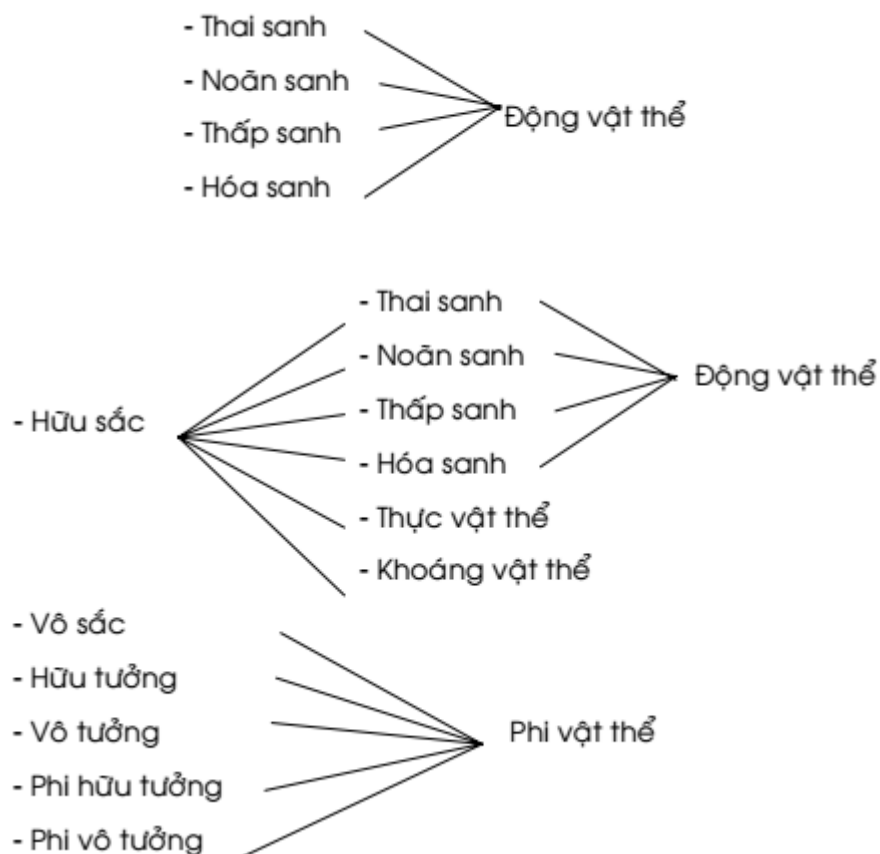 - Thai sanh
- Noãn sanh
- Thấp sanh
- Hóa sanh
Động vật thể
- Hữu sắc
- Thai sanh
- Noãn sanh
- Thấp sanh
- Hóa sanh
- Thực vật thể
- Khoáng vật thể
Động vật thể
- Vô sắc
- Hữu tưởng
- Vô tưởng
- Phi hữu tưởng
- Phi vô tưởng
Phi vật thể